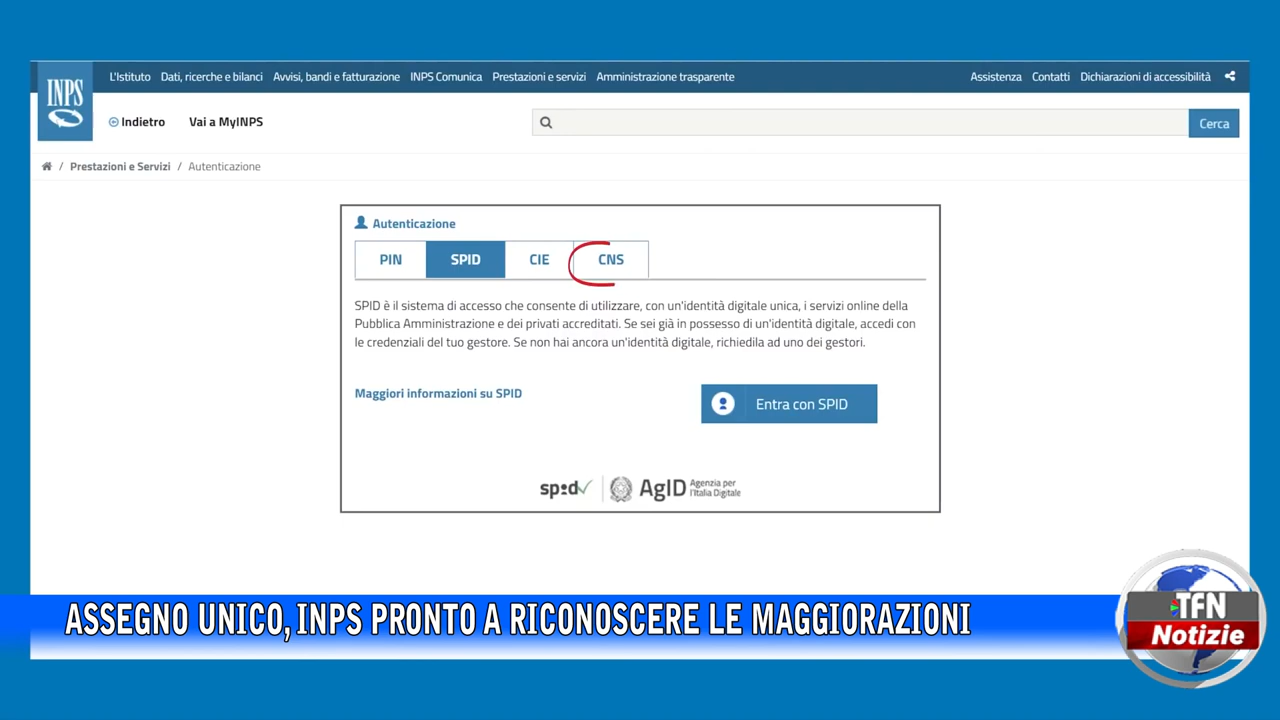 INPS
L'Istituto Dati, ricerche e bilanci Avvisi, bandi e fatturazione INPS Comunica Prestazioni e servizi Amministrazione trasparente Assistenza Contatti Dichiarazioni di accessibilità
Indietro Vai a MyINPS Cerca
/ Prestazioni e Servizi / Autenticazione
Autenticazione
PIN SPID CIE CNS
SPID è il sistema di accesso che consente di utilizzare, con un'identità digitale unica, i servizi online della
Pubblica Amministrazione e dei privati accreditati. Se sei già in possesso di un'identità digitale, accedi con
le credenziali del tuo gestore. Se non hai ancora un'identità digitale, richiedila ad uno dei gestori.
Maggiori informazioni su SPID
Entra con SPID
spid AgID Agenzia per
l'Italia Digitale
ASSEGNO UNICO, INPS PRONTO A RICONOSCERE LE MAGGIORAZIONI
TFN
Notizie